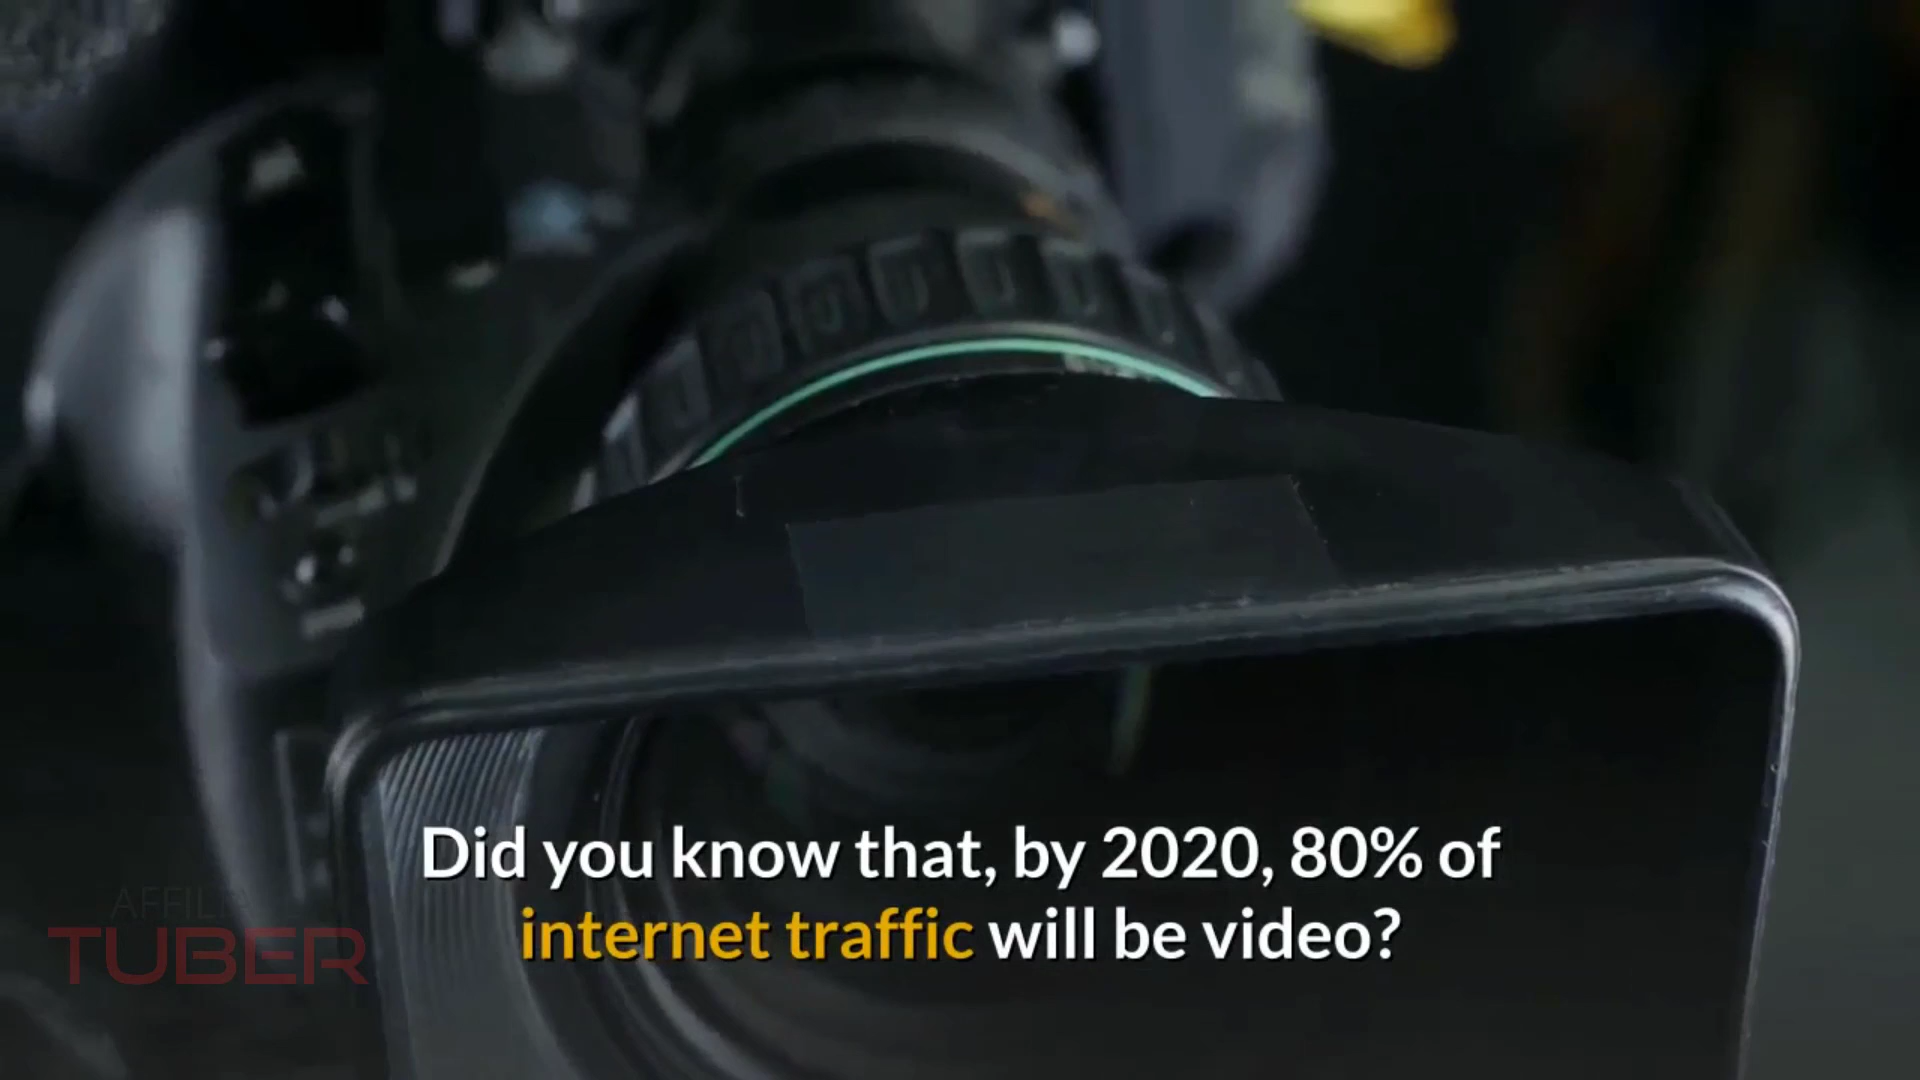 Did you know that, by 2020, 80% of
internet traffic will be video?
TUBER